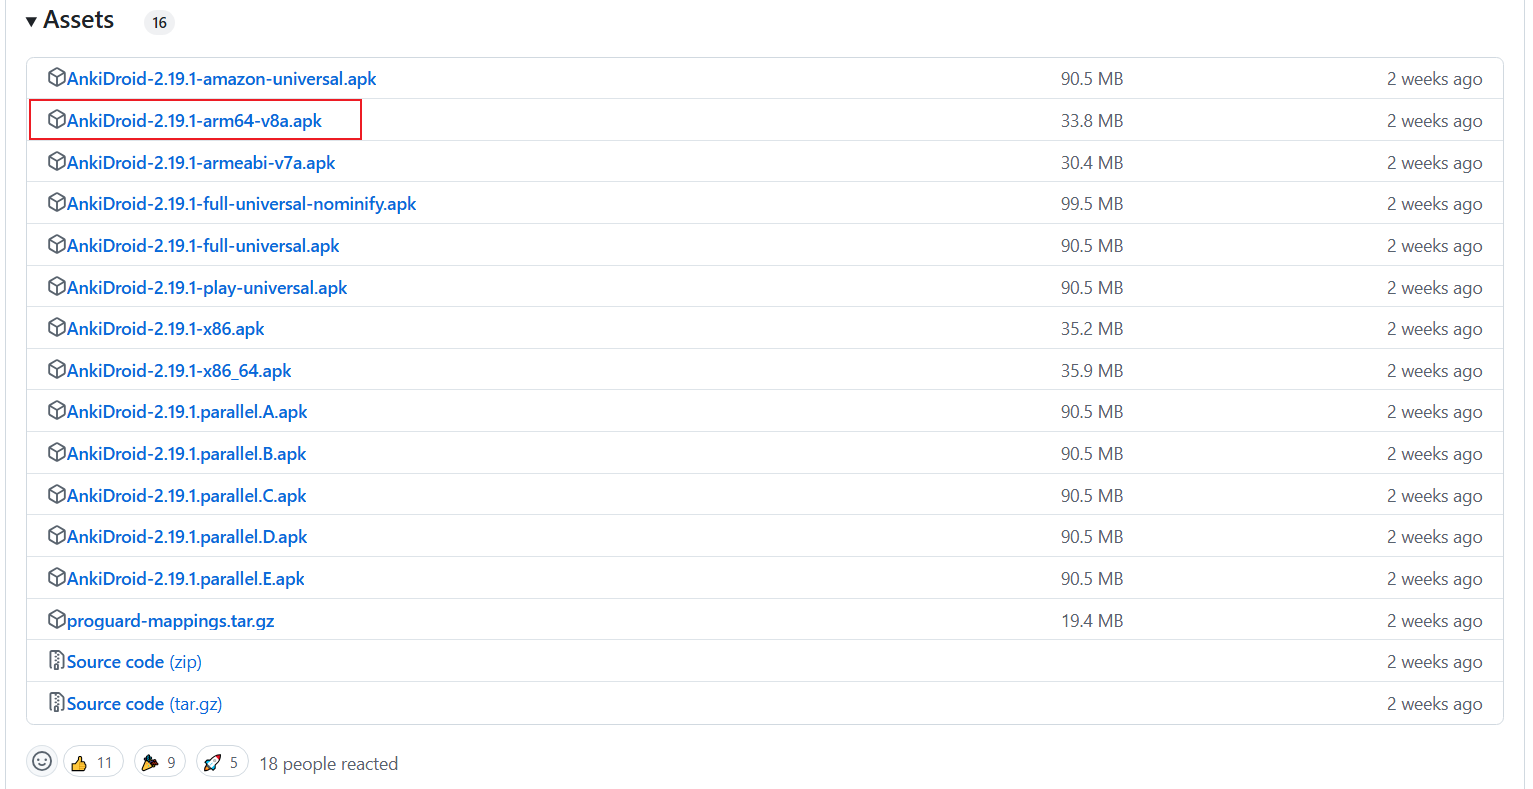 Assets 16
AnkiDroid-2.19.1-amazon-universal.apk 90.5 MB 2 weeks ago
AnkiDroid-2.19.1-arm64-v8a.apk 33.8 MB 2 weeks ago
AnkiDroid-2.19.1-armeabi-v7a.apk 30.4 MB 2 weeks ago
AnkiDroid-2.19.1-full-universal-nominify.apk 99.5 MB 2 weeks ago
AnkiDroid-2.19.1-full-universal.apk 90.5 MB 2 weeks ago
AnkiDroid-2.19.1-play-universal.apk 90.5 MB 2 weeks ago
AnkiDroid-2.19.1-x86.apk 35.2 MB 2 weeks ago
AnkiDroid-2.19.1-x86_64.apk 35.9 MB 2 weeks ago
AnkiDroid-2.19.1.parallel.A.apk 90.5 MB 2 weeks ago
AnkiDroid-2.19.1.parallel.B.apk 90.5 MB 2 weeks ago
AnkiDroid-2.19.1.parallel.C.apk 90.5 MB 2 weeks ago
AnkiDroid-2.19.1.parallel.D.apk 90.5 MB 2 weeks ago
AnkiDroid-2.19.1.parallel.E.apk 90.5 MB 2 weeks ago
proguard-mappings.tar.gz 19.4 MB 2 weeks ago
Source code (zip) 2 weeks ago
Source code (tar.gz) 2 weeks ago
11 9 5 18 people reacted